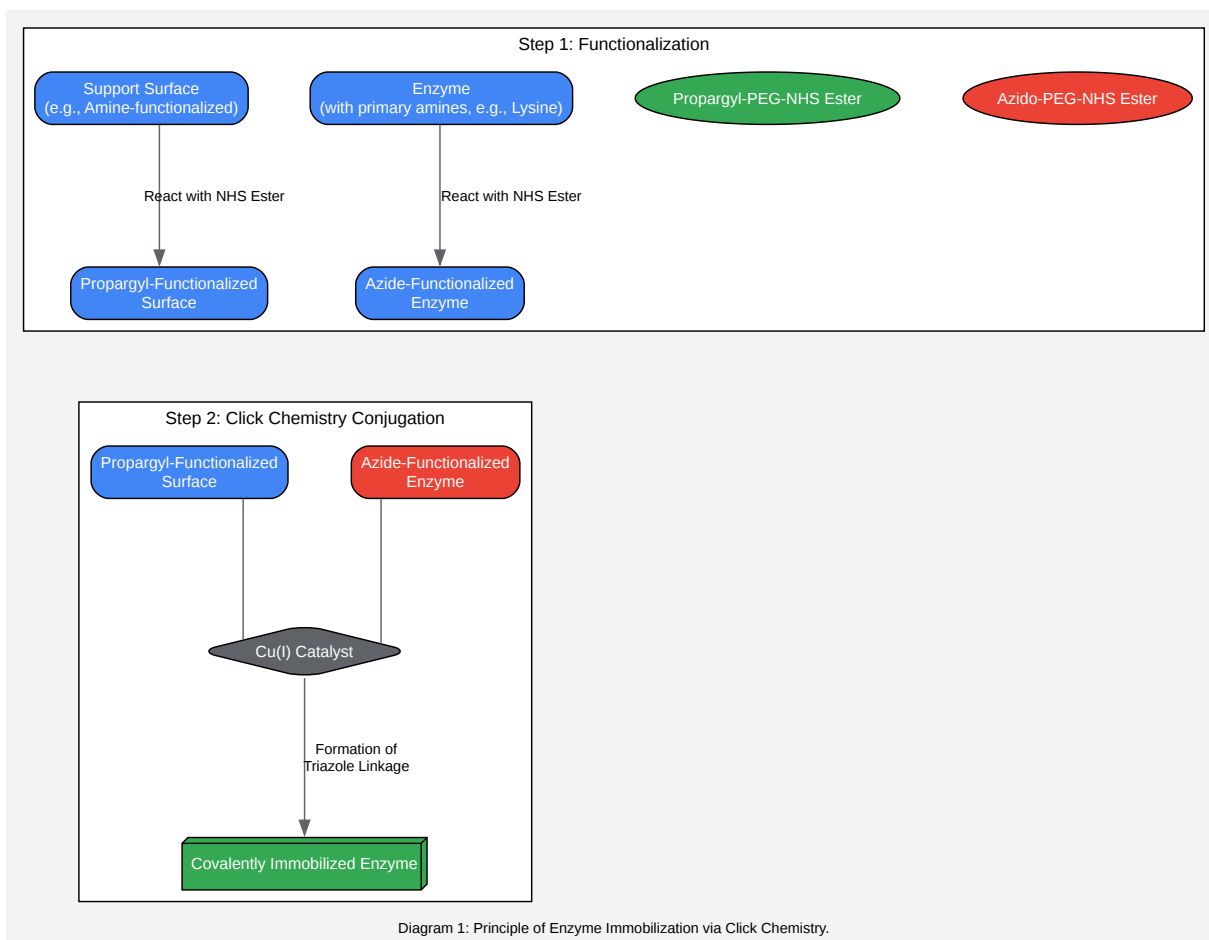 Step 1: Functionalization
Support Surface
(e.g., Amine-functionalized)
Enzyme
(with primary amines, e.g., Lysine)
Propargyl-PEG-NHS Ester
Azido-PEG-NHS Ester
React with NHS Ester
React with NHS Ester
Propargyl-Functionalized
Surface
Azide-Functionalized
Enzyme
Step 2: Click Chemistry Conjugation
Propargyl-Functionalized
Surface
Azide-Functionalized
Enzyme
Cu(I) Catalyst
Formation of
Triazole Linkage
Covalently Immobilized Enzyme
Diagram 1: Principle of Enzyme Immobilization via Click Chemistry.